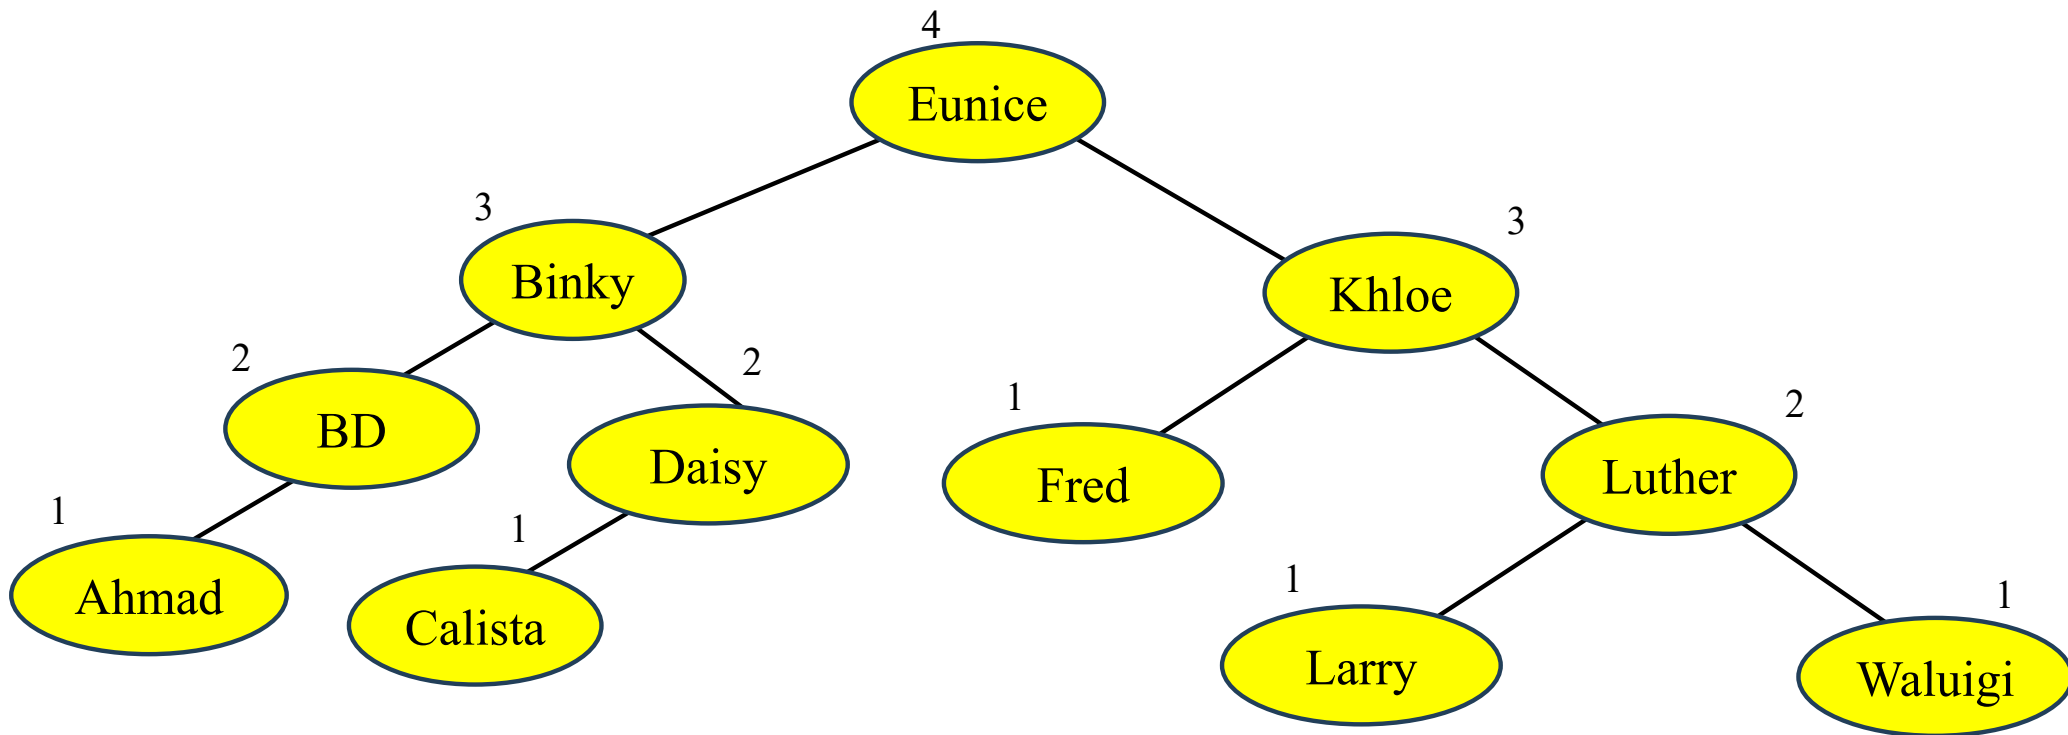 4
Eunice
3
Binky
3
Khloe
2
BD
2
Daisy
1
Fred
2
Luther
1
Ahmad
1
Calista
1
Larry
1
Waluigi